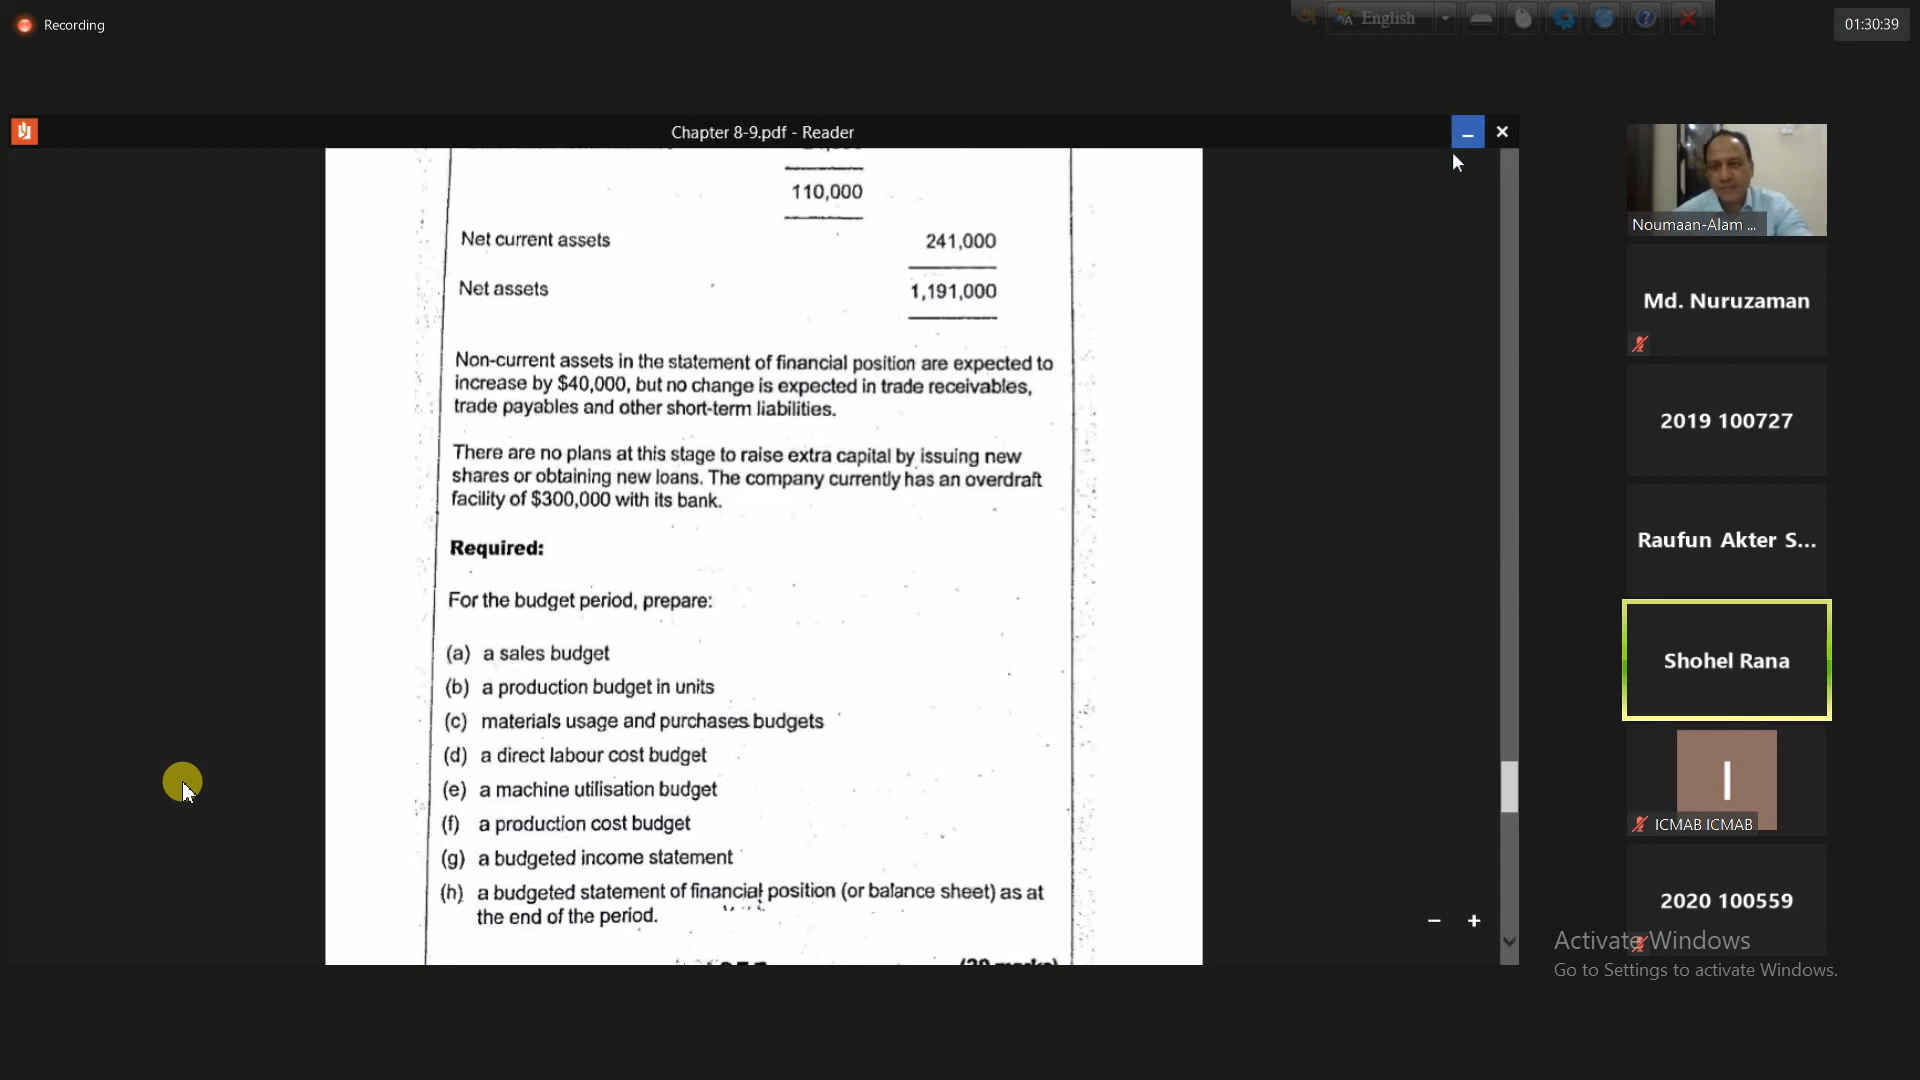 Recording
English
01:30:39
Chapter 8-9.pdf - Reader
110,000
Net current assets 241,000
Net assets 1,191,000
Non-current assets in the statement of financial position are expected to
increase by $40,000, but no change is expected in trade receivables,
trade payables and other short-term liabilities.
There are no plans at this stage to raise extra capital by issuing new
shares or obtaining new loans. The company currently has an overdraft
facility of $300,000 with its bank.
Required:
For the budget period, prepare:
(a) a sales budget
(b) a production budget in units
(c) materials usage and purchases budgets
(d) a direct labour cost budget
(e) a machine utilisation budget
(f) a production cost budget
(g) a budgeted income statement
(h) a budgeted statement of financial position (or balance sheet) as at
the end of the period.
Noumaan-Alam ...
Md. Nuruzaman
2019 100727
Raufun Akter S...
Shohel Rana
I
ICMAB ICMAB
2020 100559
Activate Windows
Go to Settings to activate Windows.